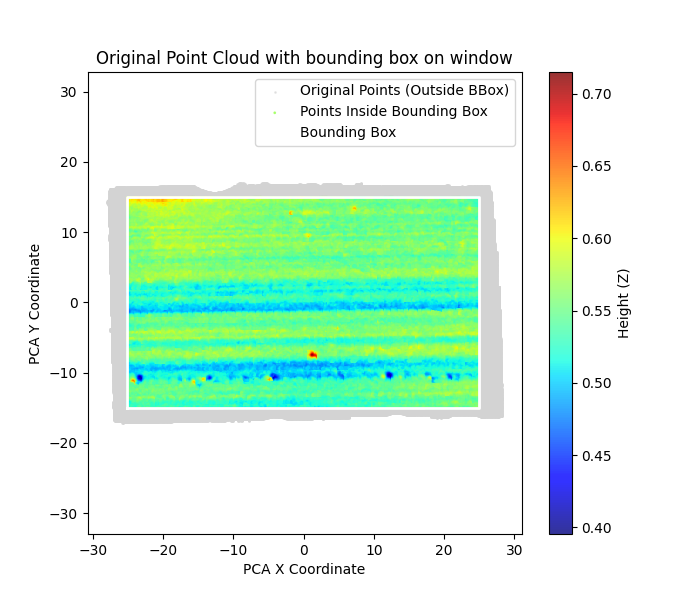 Original Point Cloud with bounding box on window
Original Points (Outside BBox)
Points Inside Bounding Box
Bounding Box
30
20
10
0
−10
−20
−30
PCA Y Coordinate
−30 −20 −10 0 10 20 30
PCA X Coordinate
0.70
0.65
0.60
0.55
0.50
0.45
0.40
Height (Z)